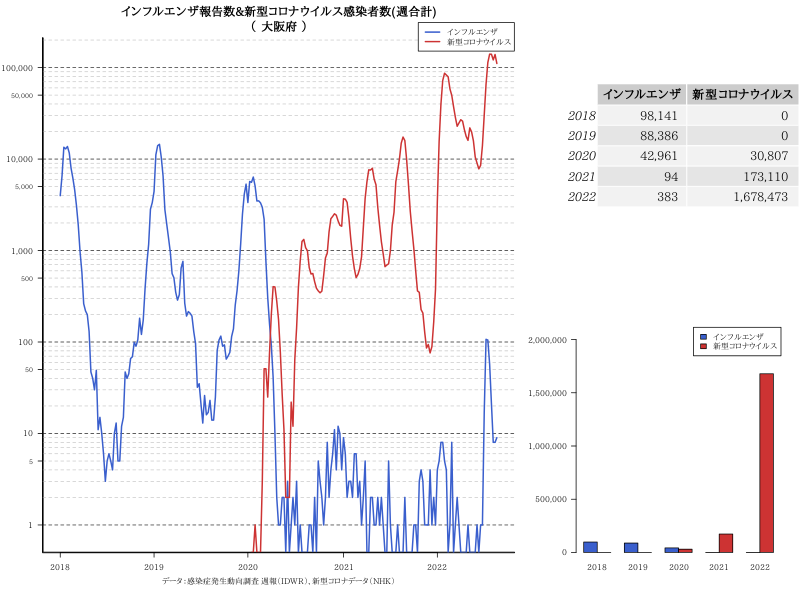 インフルエンザ報告数&新型コロナウイルス感染者数(週合計)
( 大阪府 )
インフルエンザ
新型コロナウイルス
100,000
50,000
10,000
5,000
1,000
500
100
50
10
5
1
2018 2019 2020 2021 2022
データ:感染症発生動向調査 週報(IDWR)、新型コロナデータ(NHK)
インフルエンザ 新型コロナウイルス
2018 98,141 0
2019 88,386 0
2020 42,961 30,807
2021 94 173,110
2022 383 1,678,473
インフルエンザ
新型コロナウイルス
2,000,000
1,500,000
1,000,000
500,000
0
2018 2019 2020 2021 2022